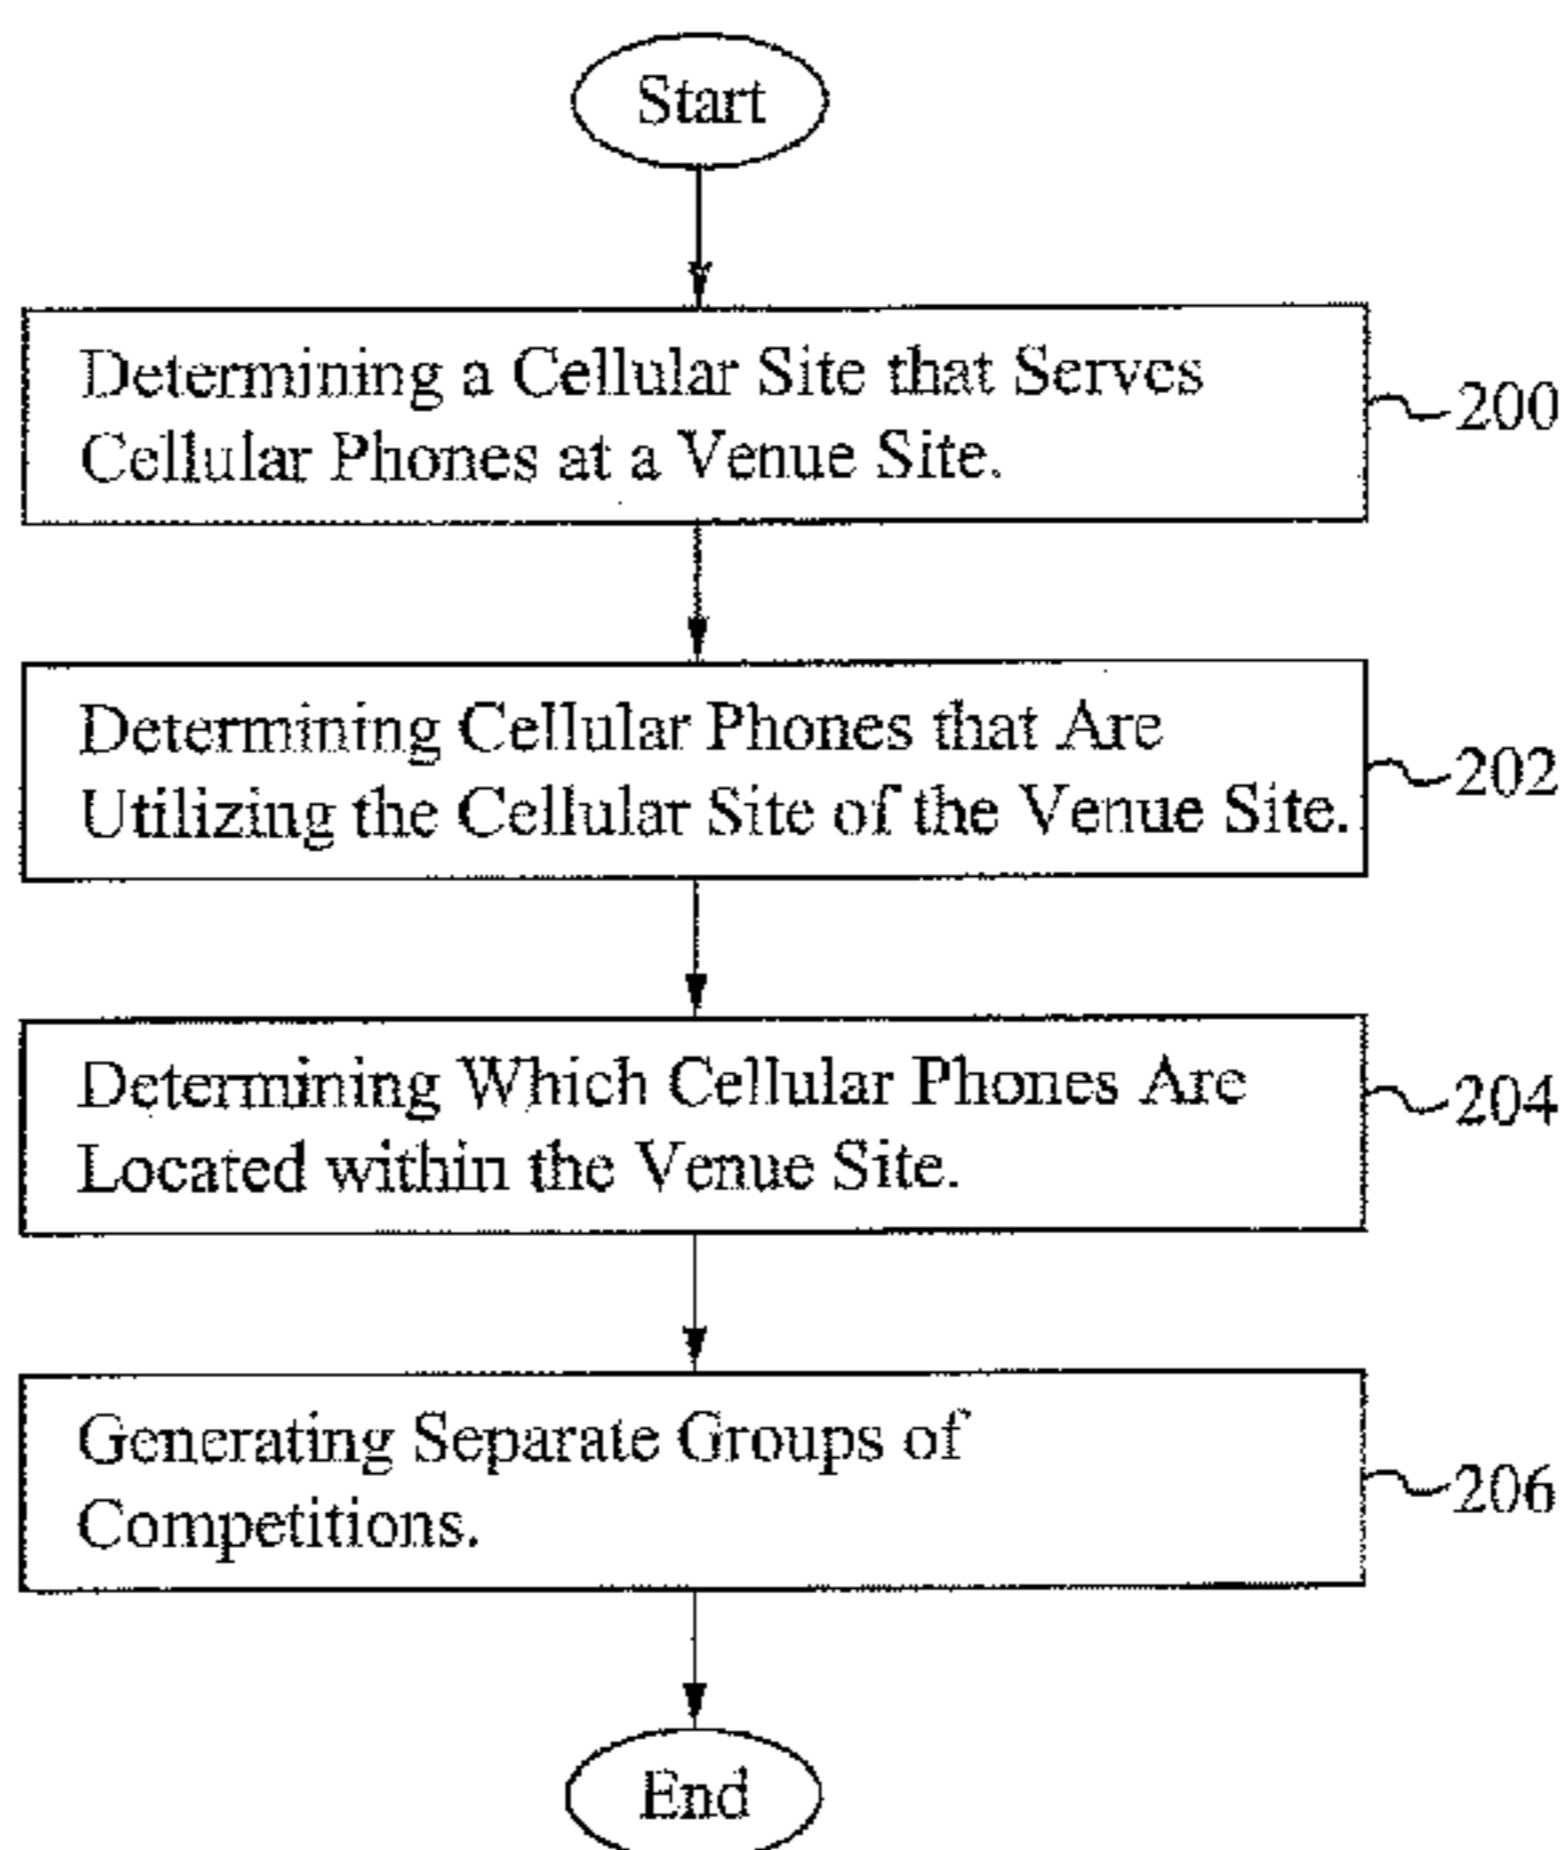 Start
Determining a Cellular Site that Serves
Cellular Phones at a Venue Site.
200
Determining Cellular Phones that Are
Utilizing the Cellular Site of the Venue Site.
202
Determining Which Cellular Phones Are
Located within the Venue Site.
204
Generating Separate Groups of
Competitions.
206
End